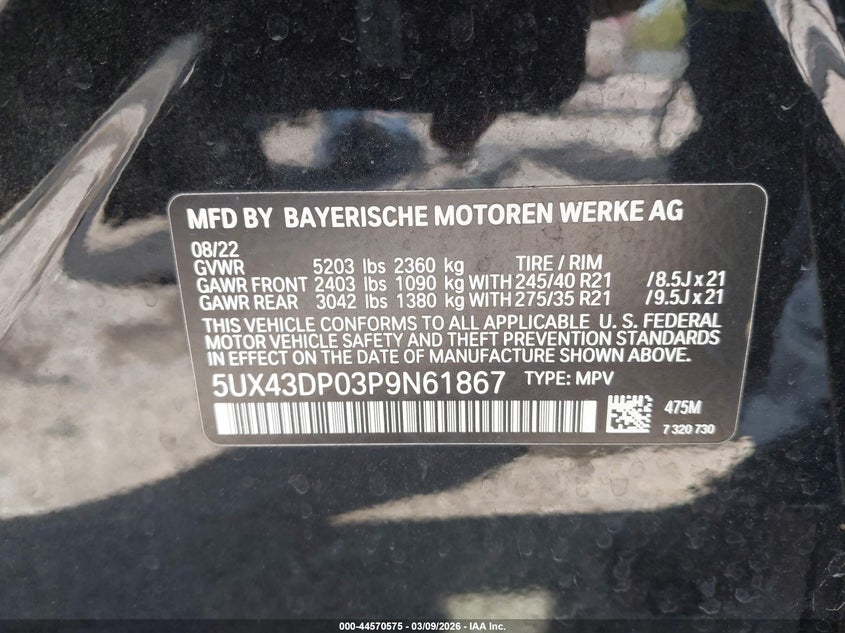 MFD BY BAYERISCHE MOTOREN WERKE AG
08/22
GVWR 5203 lbs 2360 kg TIRE / RIM
GAWR FRONT 2403 lbs 1090 kg WITH 245/40 R21 /8.5J x 21
GAWR REAR 3042 lbs 1380 kg WITH 275/35 R21 /9.5J x 21
THIS VEHICLE CONFORMS TO ALL APPLICABLE U. S. FEDERAL
MOTOR VEHICLE SAFETY AND THEFT PREVENTION STANDARDS
IN EFFECT ON THE DATE OF MANUFACTURE SHOWN ABOVE.
5UX43DP03P9N61867 TYPE: MPV
475M
7 320 730
000-44570575 - 03/09/2026 - IAA Inc.